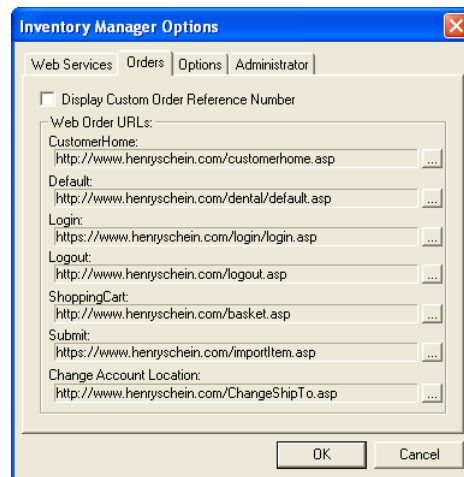 Inventory Manager Options
Web Services Orders Options Administrator
Display Custom Order Reference Number
Web Order URLs:
CustomerHome:
http://www.henryschein.com/customerhome.asp ...
Default:
http://www.henryschein.com/dental/default.asp ...
Login:
https://www.henryschein.com/login/login.asp ...
Logout:
http://www.henryschein.com/logout.asp ...
ShoppingCart:
http://www.henryschein.com/basket.asp ...
Submit:
https://www.henryschein.com/importItem.asp ...
Change Account Location:
http://www.henryschein.com/ChangeShipTo.asp ...
OK Cancel